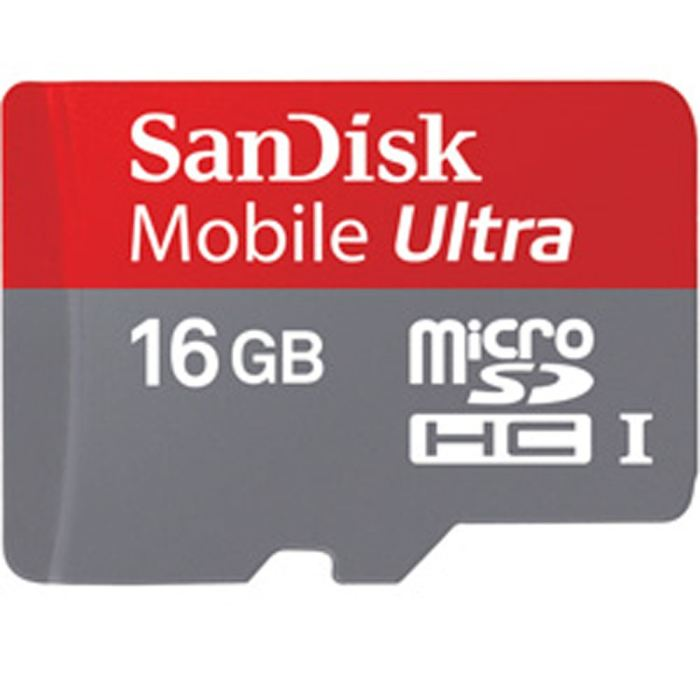 SanDisk
Mobile Ultra
16 GB
micro
SD
HC I